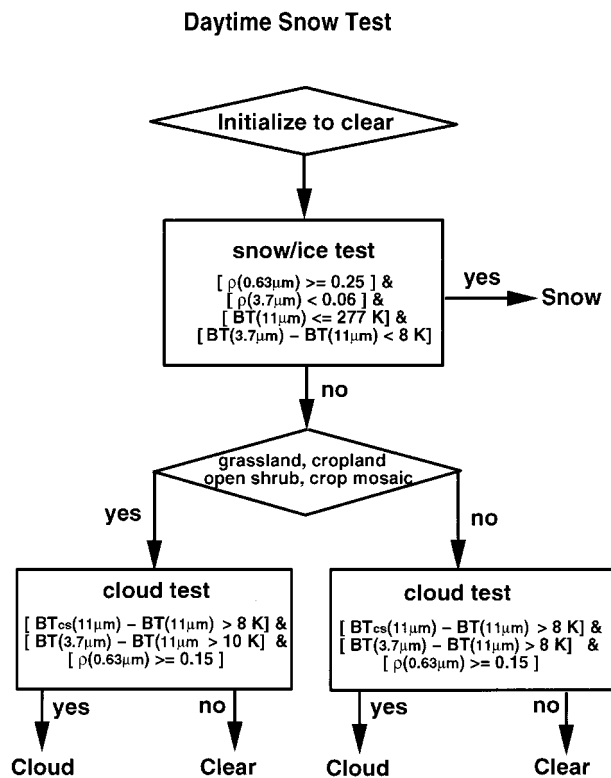 Daytime Snow Test
Initialize to clear
snow/ice test
[ ρ(0.63μm) >= 0.25 ] &
[ ρ(3.7μm) < 0.06 ] &
[ BT(11μm) <= 277 K] &
[ BT(3.7μm) – BT(11μm) < 8 K]
yes
Snow
no
grassland, cropland
open shrub, crop mosaic
yes
no
cloud test
[ BTcs(11μm) – BT(11μm) > 8 K] &
[ BT(3.7μm) – BT(11μm > 10 K] &
[ ρ(0.63μm) >= 0.15 ]
cloud test
[ BTcs(11μm) – BT(11μm) > 8 K] &
[ BT(3.7μm) – BT(11μm) > 8 K] &
[ ρ(0.63μm) >= 0.15 ]
yes
no
yes
no
Cloud
Clear
Cloud
Clear